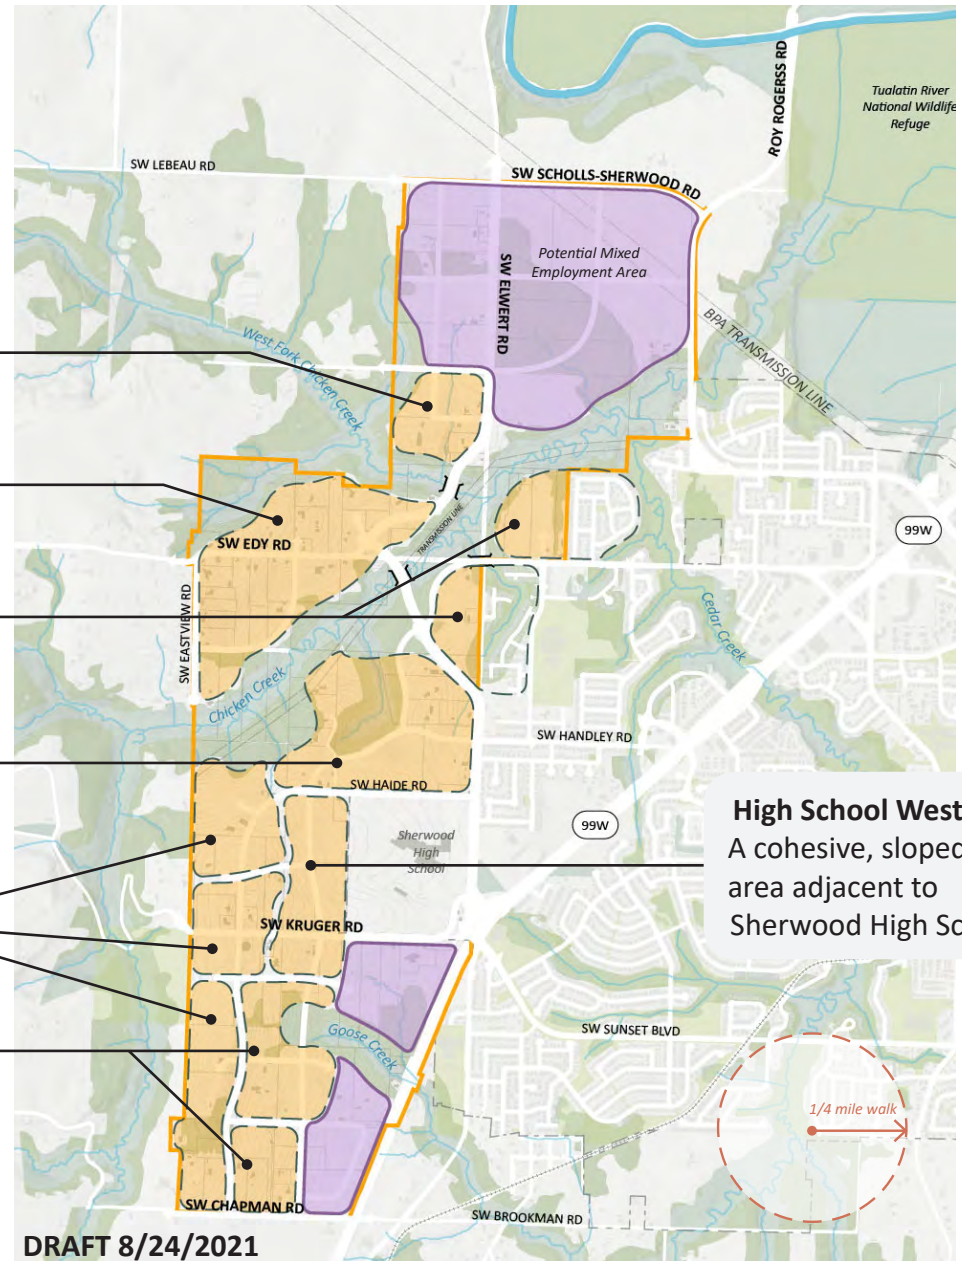 Tualatin River
National Wildlife
Refuge
ROY ROGERSS RD
SW LEBEAU RD
SW SCHOLLS-SHERWOOD RD
Potential Mixed
Employment Area
SW ELWERT RD
BPA TRANSMISSION LINE
West Fork Chicken Creek
99W
TRANSMISSION LINE
SW EDY RD
SW EASTVIEW RD
Cedar Creek
Chicken Creek
SW HANDLEY RD
SW HAIDE RD
99W
Sherwood
High
School
High School West
A cohesive, sloped
area adjacent to
Sherwood High Sc
SW KRUGER RD
Goose Creek
SW SUNSET BLVD
1/4 mile walk
SW CHAPMAN RD
SW BROOKMAN RD
DRAFT 8/24/2021